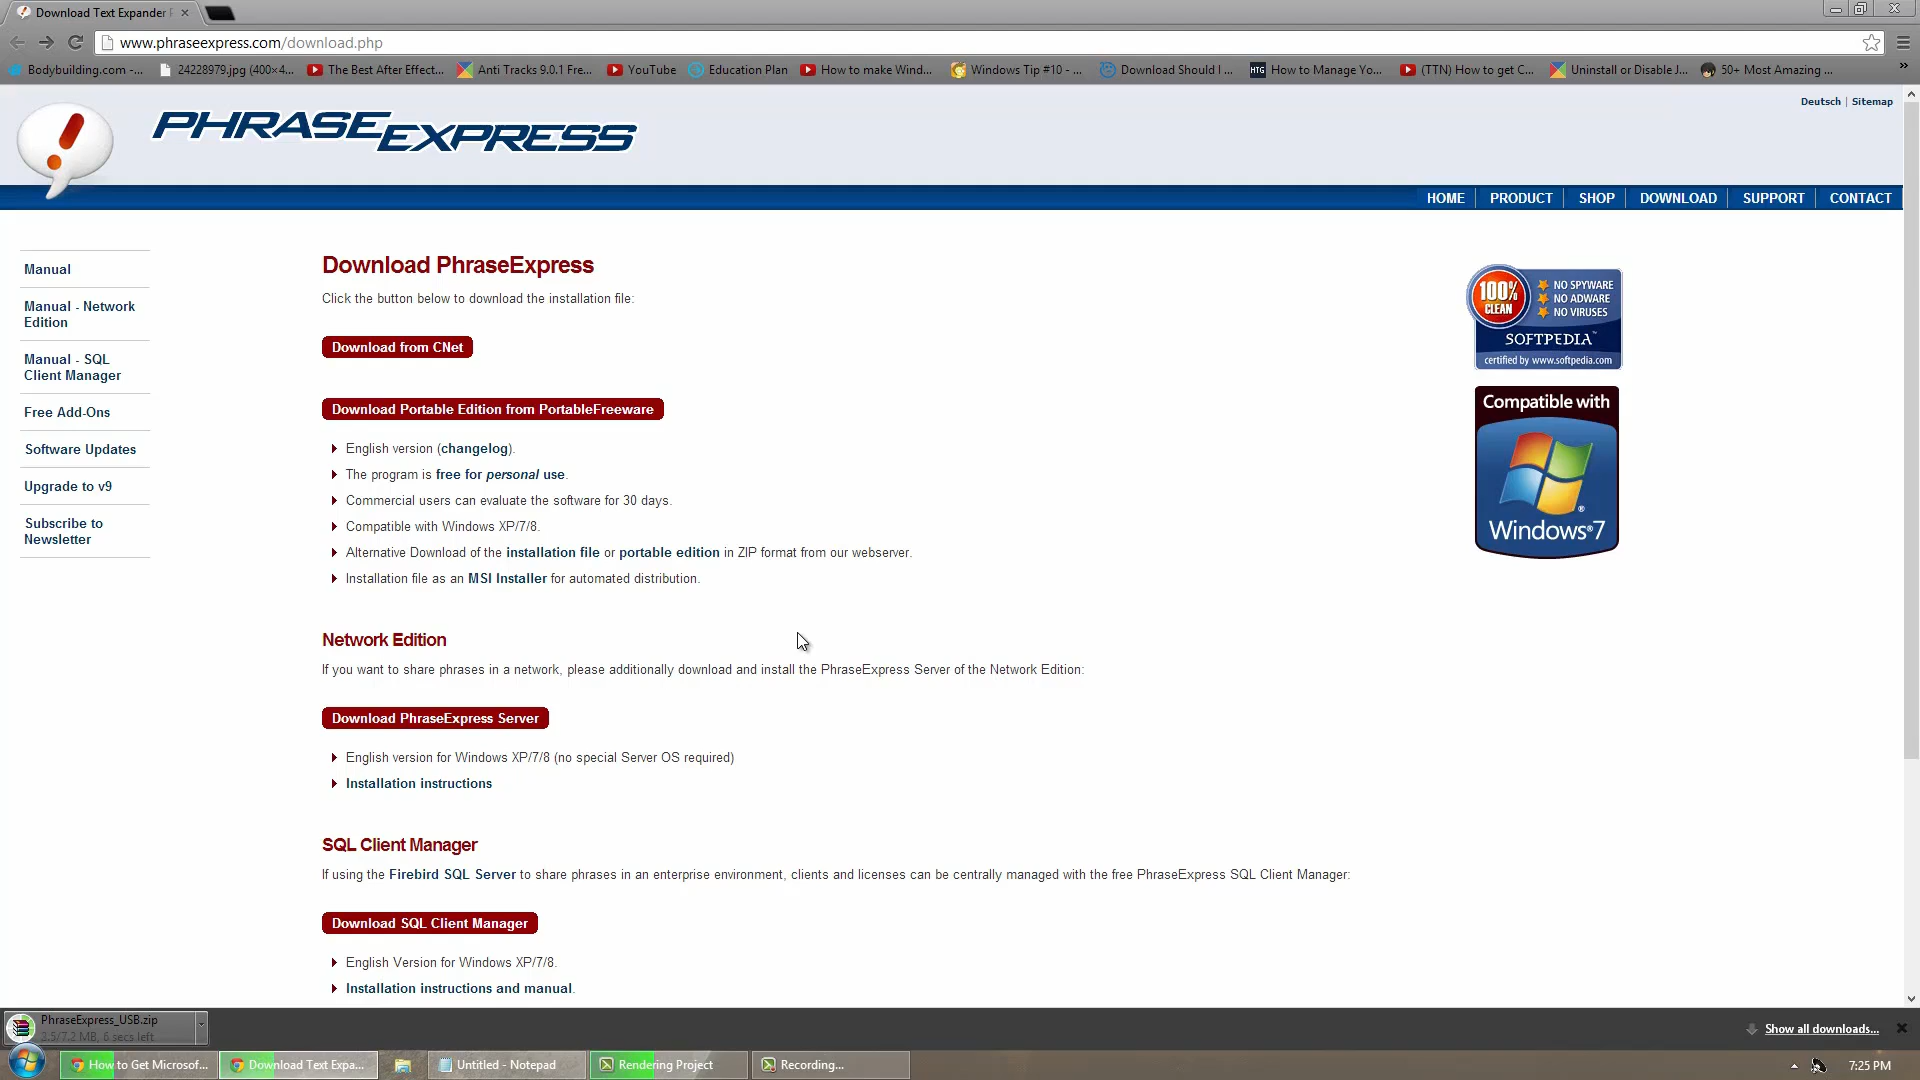 Download Text Expander P
www.phraseexpress.com/download.php
Bodybuilding.com -... 24228979.jpg (400×4... The Best After Effect... Anti Tracks 9.0.1 Fre... YouTube Education Plan How to make Wind... Windows Tip #10 - ... Download Should I ... HTG How to Manage Yo... (TTN) How to get C... Uninstall or Disable J... 50+ Most Amazing ... »
Deutsch | Sitemap
PHRASEEXPRESS
HOME PRODUCT SHOP DOWNLOAD SUPPORT CONTACT
Manual
Manual - Network
Edition
Manual - SQL
Client Manager
Free Add-Ons
Software Updates
Upgrade to v9
Subscribe to
Newsletter
Download PhraseExpress
Click the button below to download the installation file:
Download from CNet
Download Portable Edition from PortableFreeware
English version (changelog).
The program is free for personal use.
Commercial users can evaluate the software for 30 days.
Compatible with Windows XP/7/8.
Alternative Download of the installation file or portable edition in ZIP format from our webserver.
Installation file as an MSI Installer for automated distribution.
Network Edition
If you want to share phrases in a network, please additionally download and install the PhraseExpress Server of the Network Edition:
Download PhraseExpress Server
English version for Windows XP/7/8 (no special Server OS required)
Installation instructions
SQL Client Manager
If using the Firebird SQL Server to share phrases in an enterprise environment, clients and licenses can be centrally managed with the free PhraseExpress SQL Client Manager:
Download SQL Client Manager
English Version for Windows XP/7/8.
Installation instructions and manual.
100%
CLEAN
NO SPYWARE
NO ADWARE
NO VIRUSES
SOFTPEDIA™
certified by www.softpedia.com
Compatible with
Windows®7
PhraseExpress_USB.zip
3.5/7.2 MB, 6 secs left
Show all downloads...
How to Get Microsof... Download Text Expa... Untitled - Notepad Rendering Project Recording... 7:25 PM